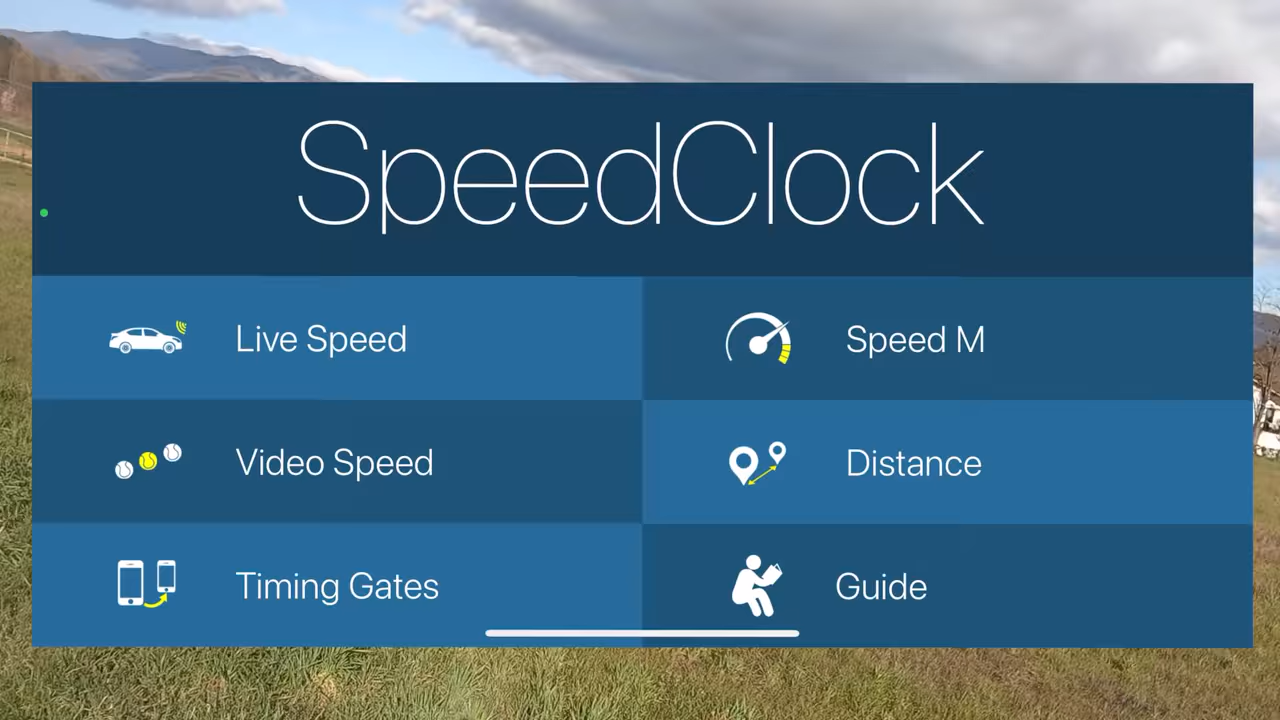 SpeedClock
Live Speed
Speed M
Video Speed
Distance
Timing Gates
Guide